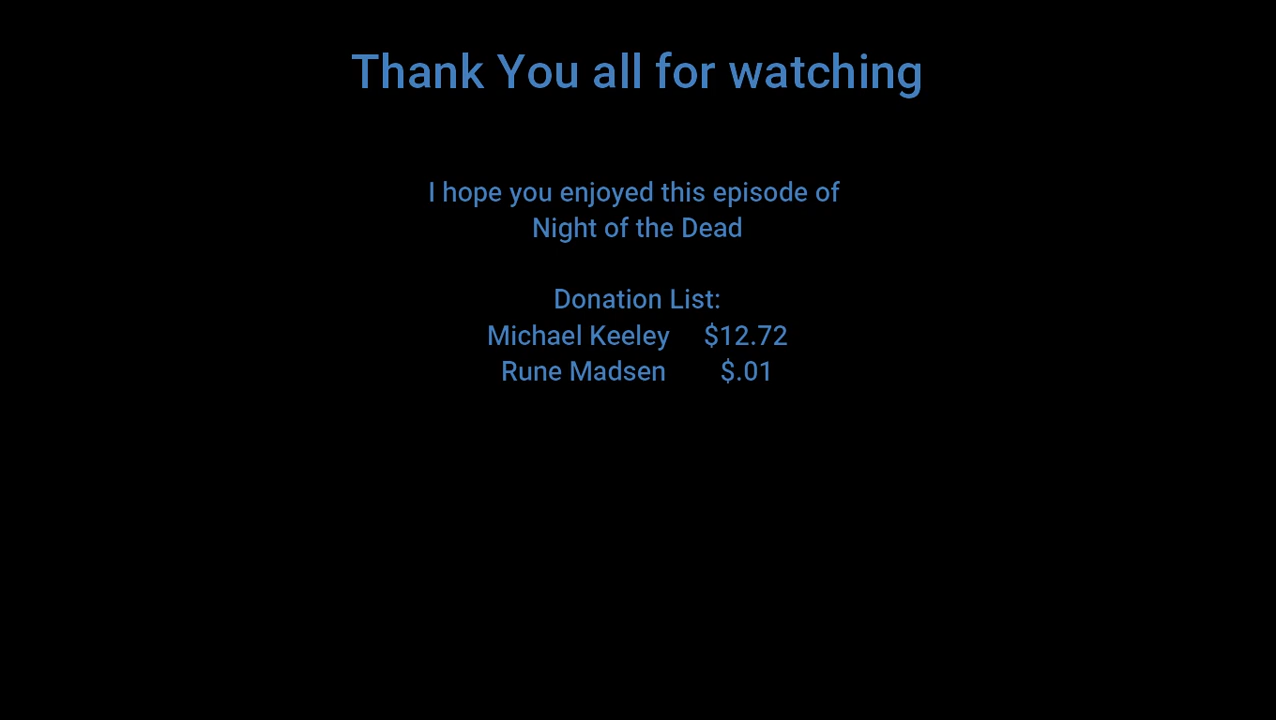 Thank You all for watching
I hope you enjoyed this episode of
Night of the Dead
Donation List:
Michael Keeley $12.72
Rune Madsen $.01